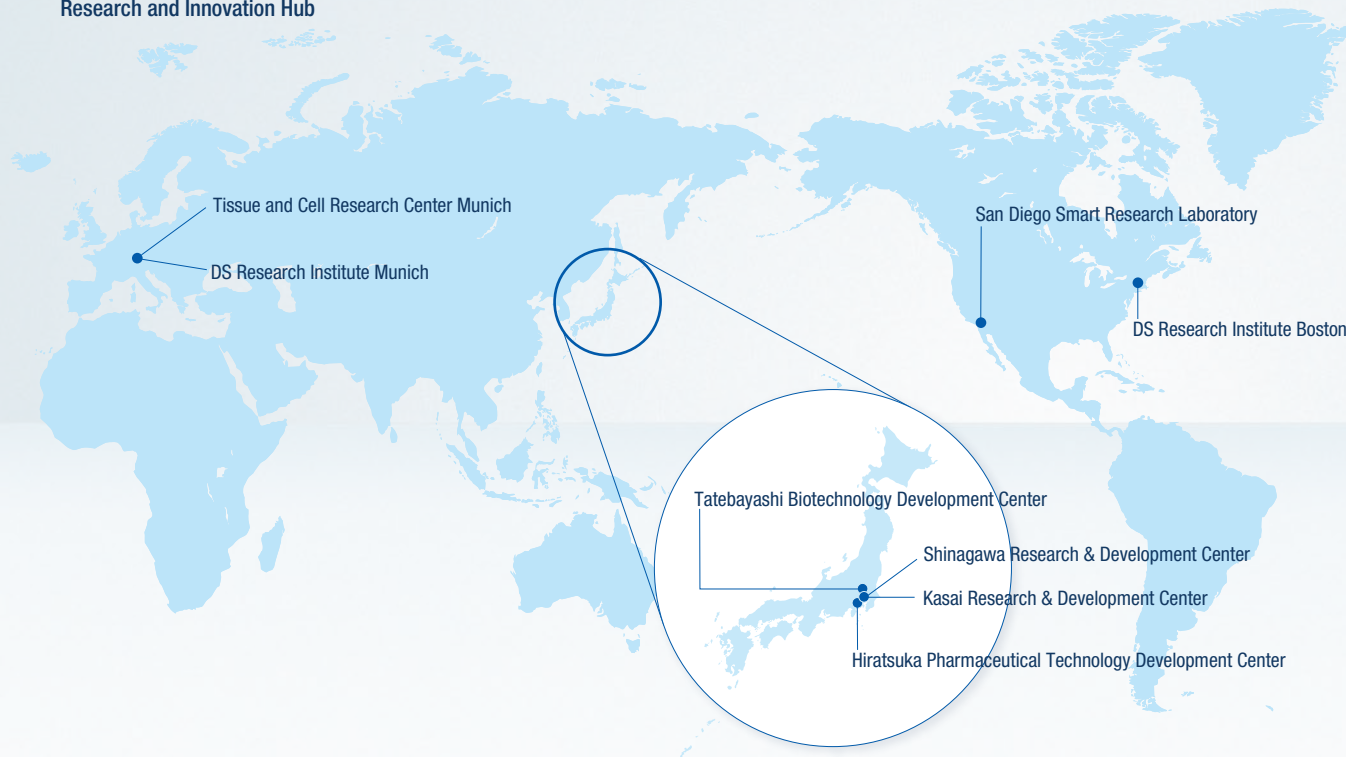 Research and Innovation Hub
Tissue and Cell Research Center Munich
DS Research Institute Munich
San Diego Smart Research Laboratory
DS Research Institute Boston
Tatebayashi Biotechnology Development Center
Shinagawa Research & Development Center
Kasai Research & Development Center
Hiratsuka Pharmaceutical Technology Development Center